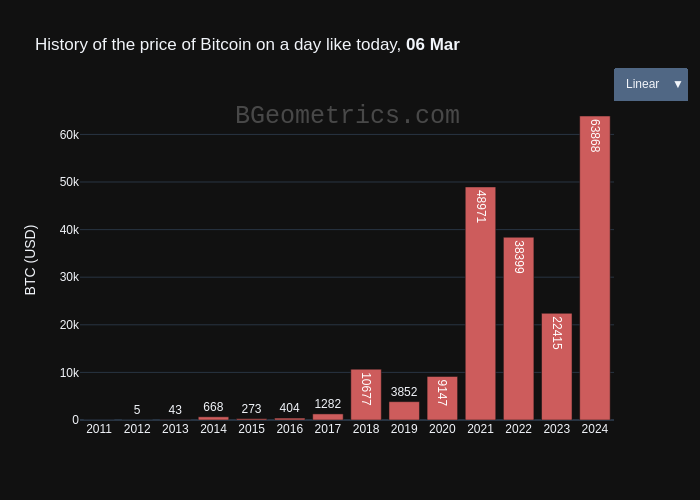 History of the price of Bitcoin on a day like today, 06 Mar
Linear ▼
BGeometrics.com
BTC (USD)
60k
50k
40k
30k
20k
10k
0
5
43
668
273
404
1282
10677
3852
9147
48971
38399
22415
63868
2011 2012 2013 2014 2015 2016 2017 2018 2019 2020 2021 2022 2023 2024